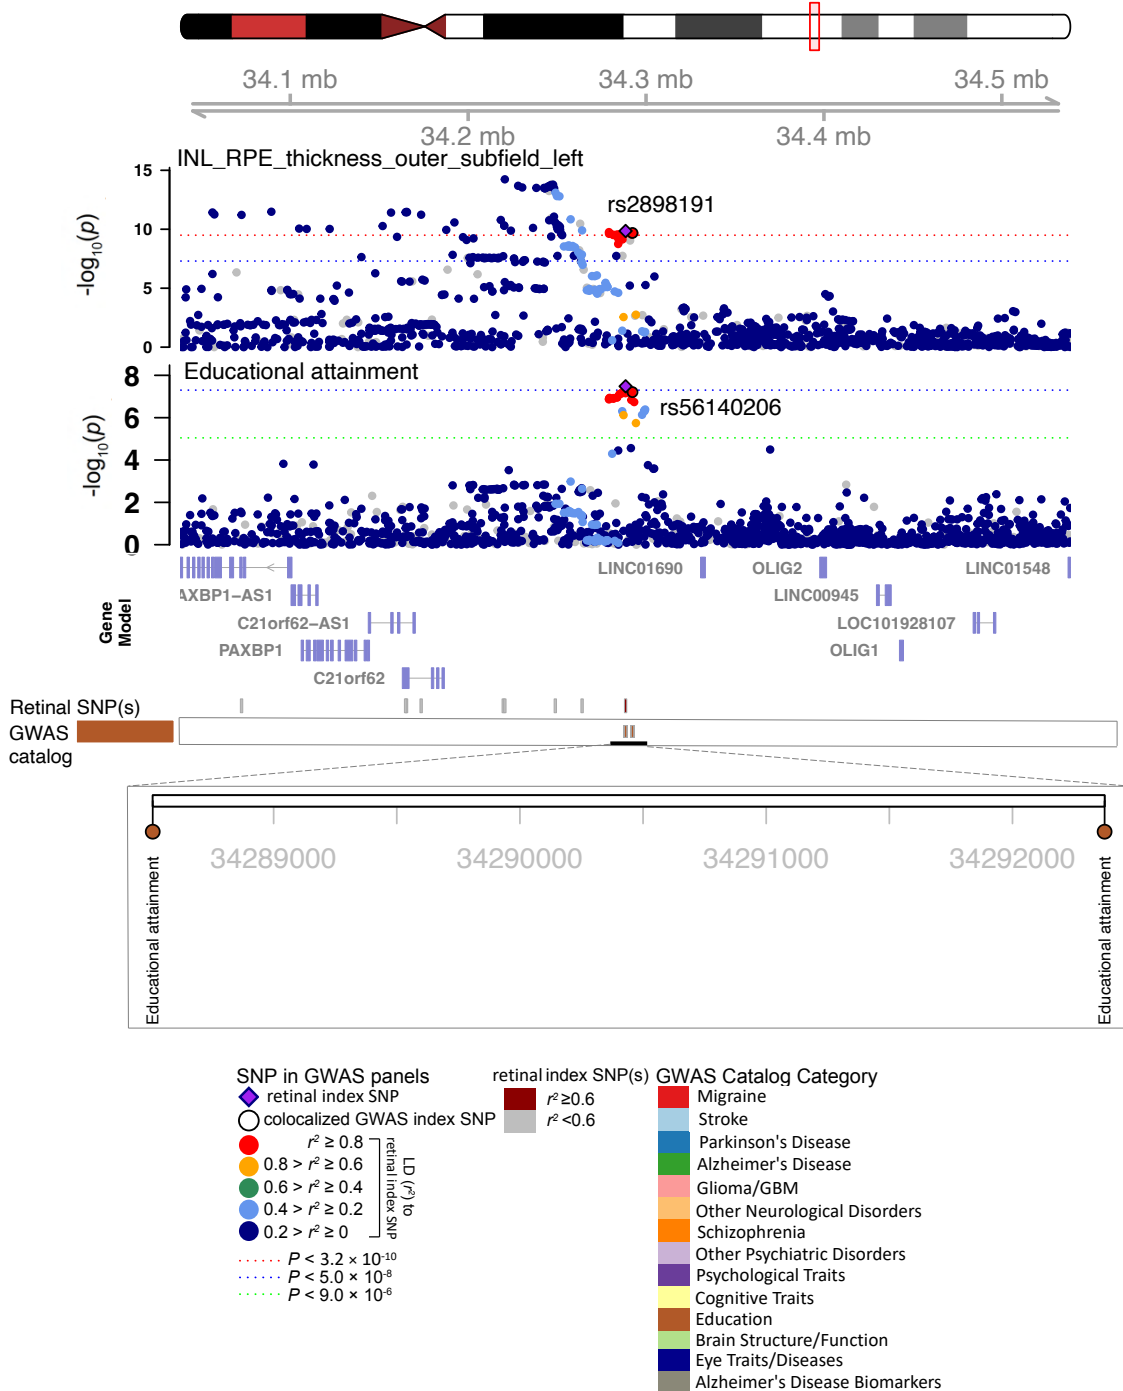 34.1 mb
34.3 mb
34.5 mb
34.2 mb
34.4 mb
INL_RPE_thickness_outer_subfield_left
15
10
5
0
-log10(p)
rs2898191
Educational attainment
8
6
4
2
0
-log10(p)
rs56140206
LINC01690
OLIG2
LINC01548
AXBP1-AS1
LINC00945
C21orf62-AS1
LOC101928107
PAXBP1
OLIG1
C21orf62
Gene
Model
Retinal SNP(s)
GWAS
catalog
34289000
34290000
34291000
34292000
Educational attainment
Educational attainment
SNP in GWAS panels
retinal index SNP
colocalized GWAS index SNP
r² ≥ 0.8
0.8 > r² ≥ 0.6
0.6 > r² ≥ 0.4
0.4 > r² ≥ 0.2
0.2 > r² ≥ 0
LD (r²) to
retinal index SNP
P < 3.2 × 10-10
P < 5.0 × 10-8
P < 9.0 × 10-6
retinal index SNP(s)
r² ≥0.6
r² <0.6
GWAS Catalog Category
Migraine
Stroke
Parkinson's Disease
Alzheimer's Disease
Glioma/GBM
Other Neurological Disorders
Schizophrenia
Other Psychiatric Disorders
Psychological Traits
Cognitive Traits
Education
Brain Structure/Function
Eye Traits/Diseases
Alzheimer's Disease Biomarkers